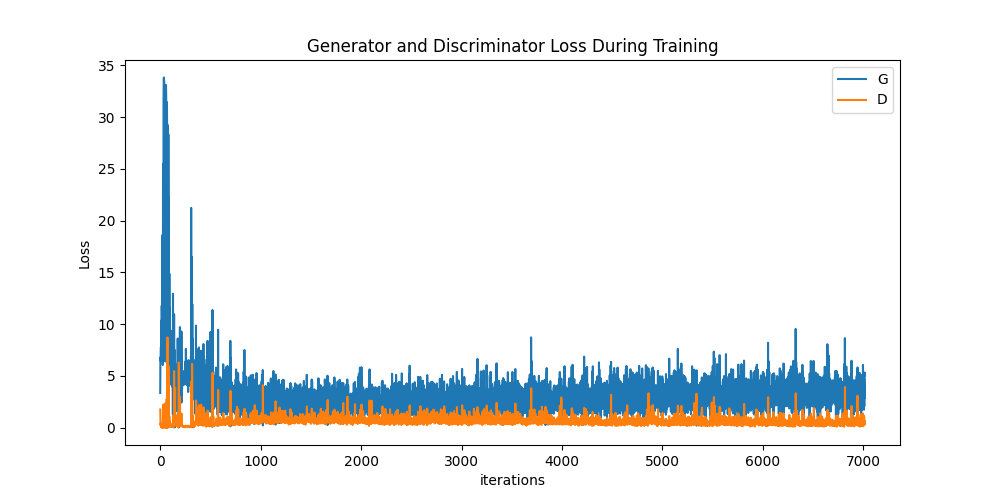 Generator and Discriminator Loss During Training
35
30
25
20
15
10
5
0
Loss
G
D
0 1000 2000 3000 4000 5000 6000 7000
iterations